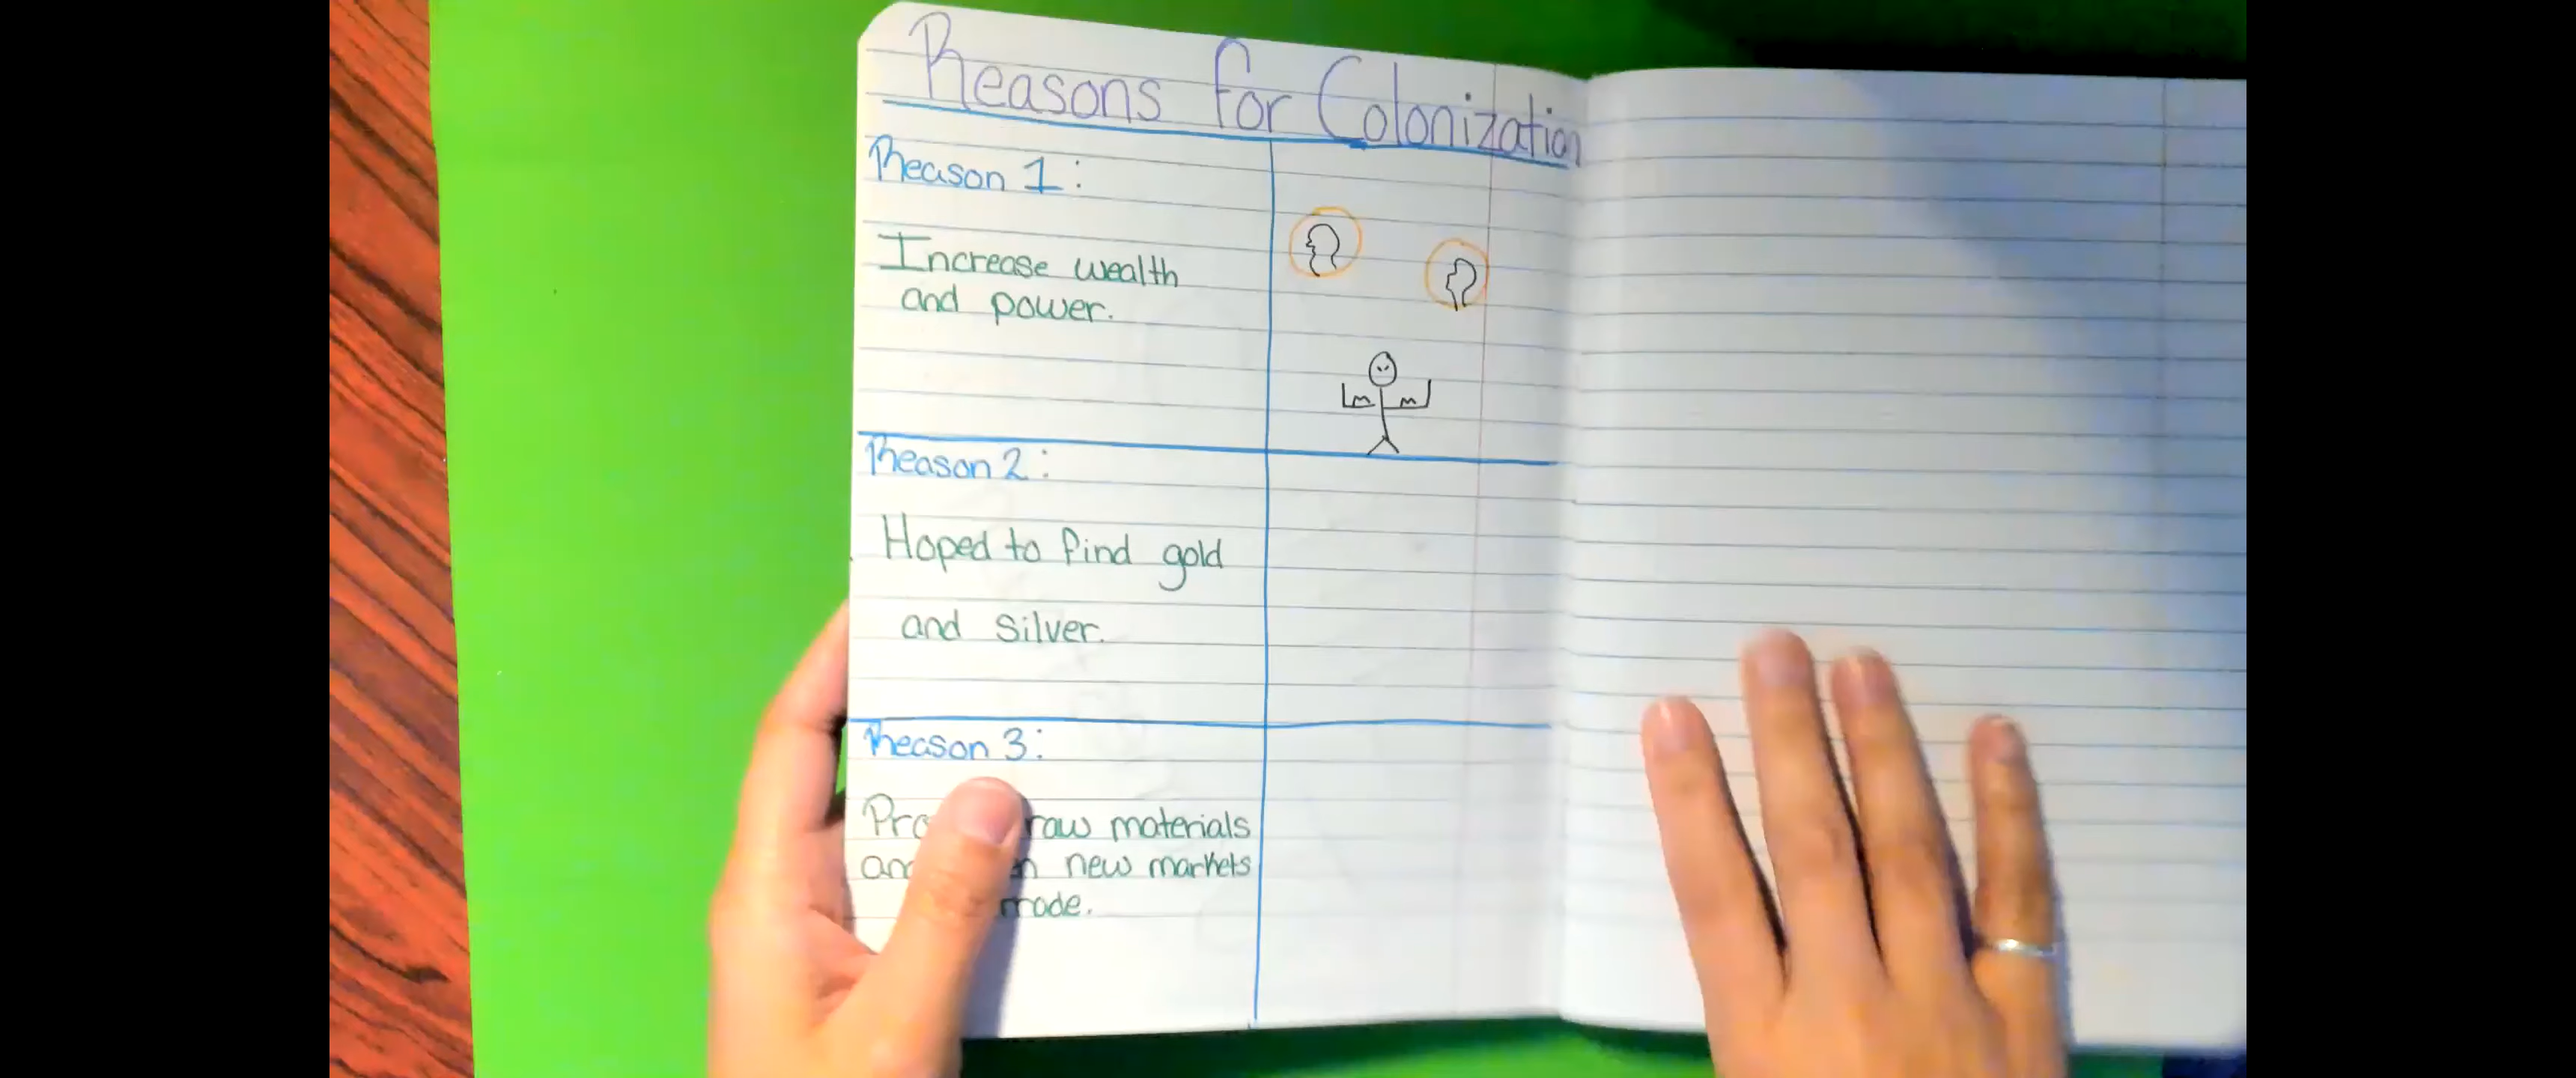 Reasons for Colonization
Reason 1:
Increase wealth
and power.
Reason 2:
Hoped to find gold
and silver.
Reason 3:
raw materials
new markets